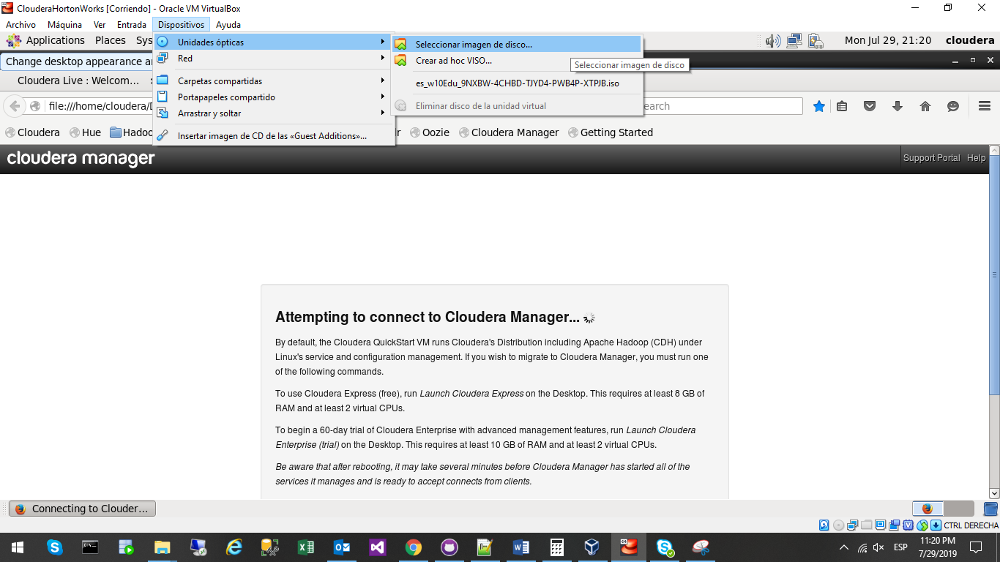 ClouderaHortonWorks [Corriendo] - Oracle VM VirtualBox
Archivo Máquina Ver Entrada Dispositivos Ayuda
Applications Places Sys
Mon Jul 29, 21:20 cloudera
Unidades ópticas
Red
Carpetas compartidas
Portapapeles compartido
Arrastrar y soltar
Insertar imagen de CD de las «Guest Additions»...
Seleccionar imagen de disco...
Crear ad hoc VISO...
es_w10Edu_9NXBW-4CHBD-TJYD4-PWB4P-XTPJB.iso
Eliminar disco de la unidad virtual
Seleccionar imagen de disco
Change desktop appearance an
Cloudera Live : Welcom...
file:///home/cloudera/D
earch
Cloudera Hue Hadoo
r Oozie Cloudera Manager Getting Started
cloudera manager
Support Portal Help
Attempting to connect to Cloudera Manager...
By default, the Cloudera QuickStart VM runs Cloudera's Distribution including Apache Hadoop (CDH) under
Linux's service and configuration management. If you wish to migrate to Cloudera Manager, you must run one
of the following commands.
To use Cloudera Express (free), run Launch Cloudera Express on the Desktop. This requires at least 8 GB of
RAM and at least 2 virtual CPUs.
To begin a 60-day trial of Cloudera Enterprise with advanced management features, run Launch Cloudera
Enterprise (trial) on the Desktop. This requires at least 10 GB of RAM and at least 2 virtual CPUs.
Be aware that after rebooting, it may take several minutes before Cloudera Manager has started all of the
services it manages and is ready to accept connects from clients.
Connecting to Clouder...
CTRL DERECHA
ESP
11:20 PM
7/29/2019